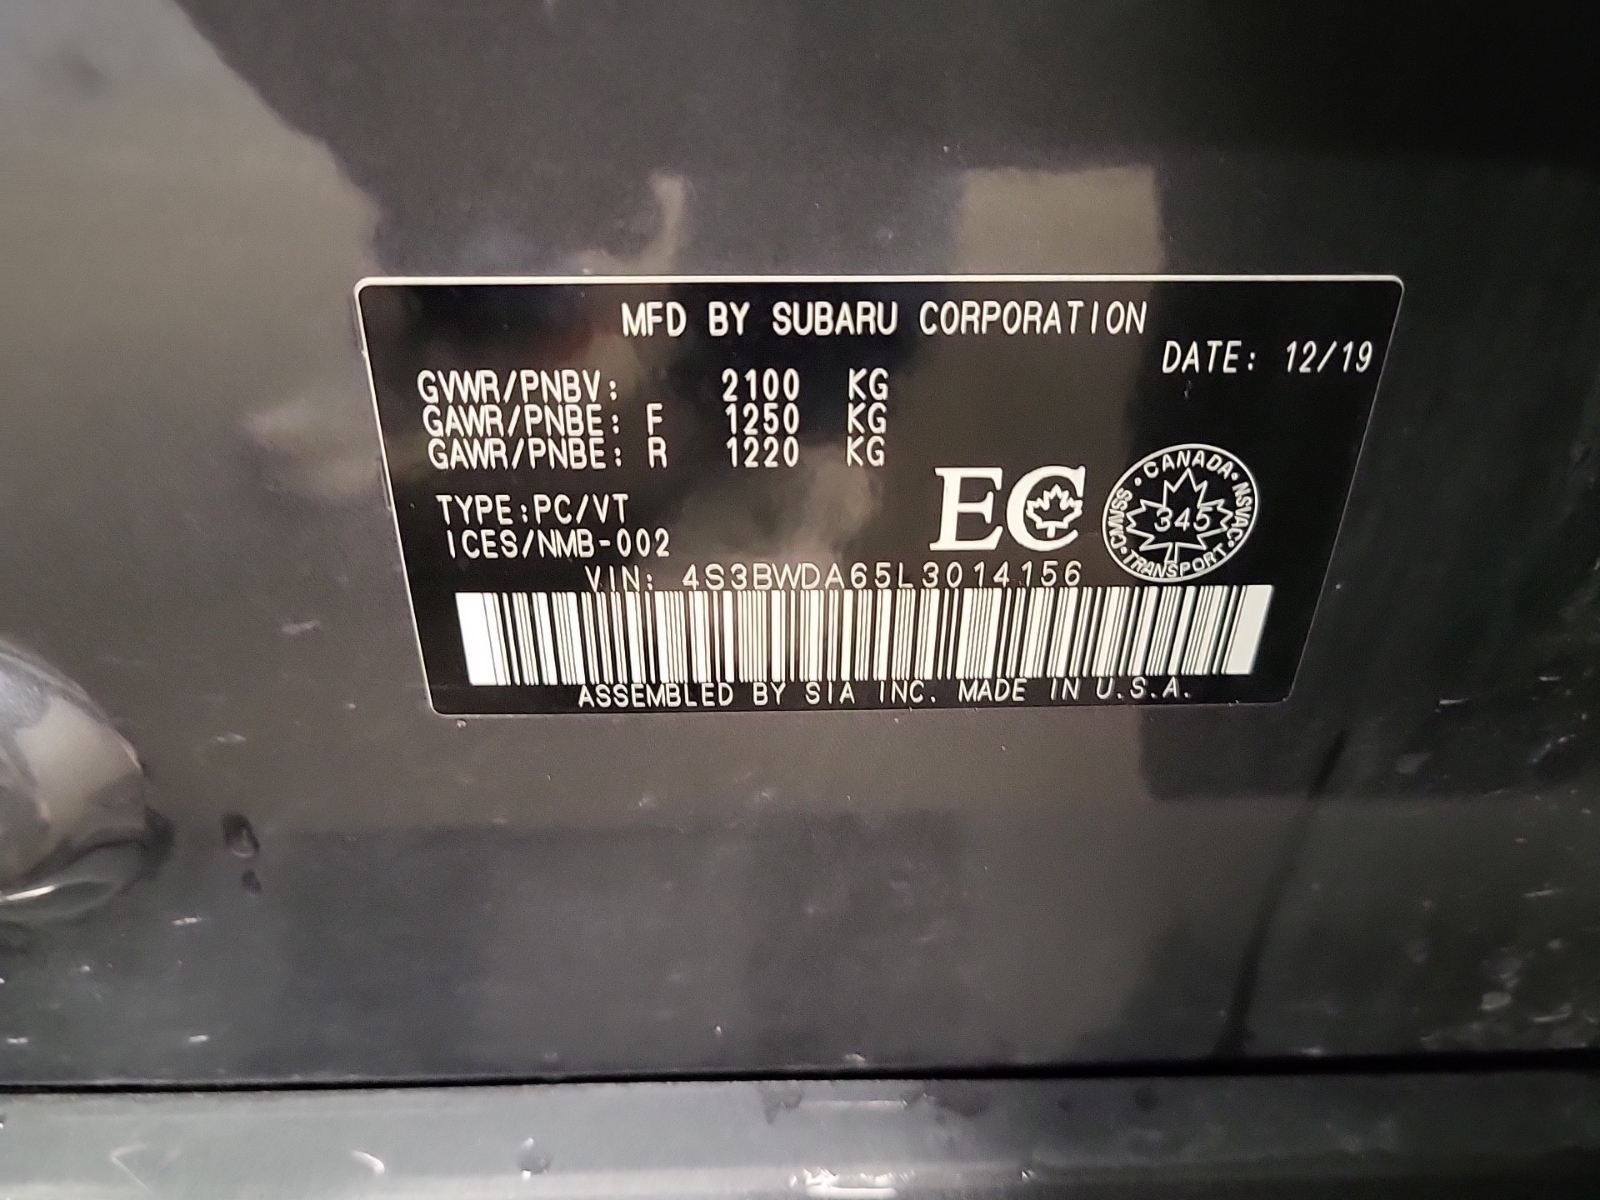 MFD BY SUBARU CORPORATION
DATE: 12/19
GVWR/PNBV: 2100 KG
GAWR/PNBE: F 1250 KG
GAWR/PNBE: R 1220 KG
TYPE:PC/VT
ICES/NMB-002
EC
CANADA
345
CMVSS
NSVAC
TRANSPORT
VIN: 4S3BWDA65L3014156
ASSEMBLED BY SIA INC. MADE IN U.S.A.